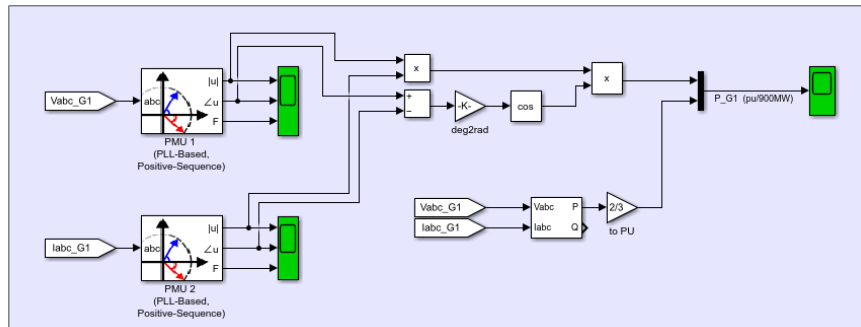 Vabc_G1
abc
|u|
∠u
F
PMU 1
(PLL-Based,
Positive-Sequence)
x
+
−
-K-
deg2rad
cos
x
P_G1 (pu/900MW)
Vabc_G1
Iabc_G1
Vabc P
Iabc Q
2/3
to PU
Iabc_G1
abc
|u|
∠u
F
PMU 2
(PLL-Based,
Positive-Sequence)